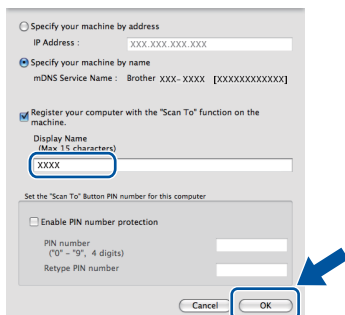 Specify your machine by address
IP Address : XXX.XXX.XXX.XXX
Specify your machine by name
mDNS Service Name : Brother XXX- XXXX [XXXXXXXXXXXX]
Register your computer with the "Scan To" function on the
machine.
Display Name
(Max 15 characters)
XXXX
Set the "Scan To" Button PIN number for this computer
Enable PIN number protection
PIN number
("0" – "9", 4 digits)
Retype PIN number
Cancel OK